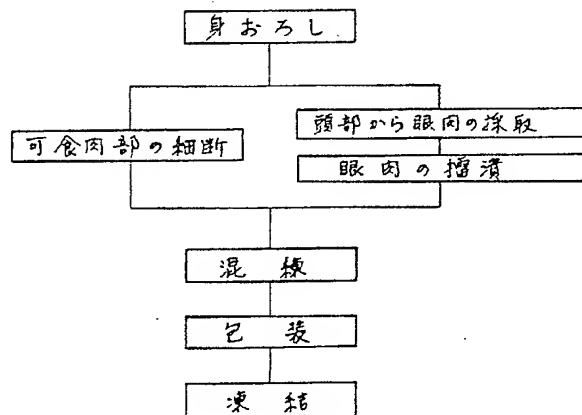 身おろし
可食肉部の細断
頭部から眼肉の採取
眼肉の擂潰
混練
包装
凍結